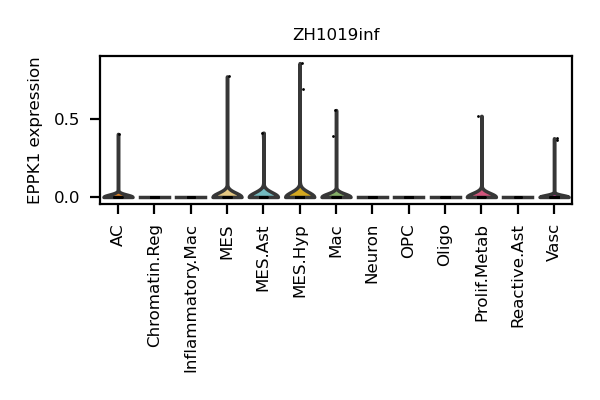 ZH1019inf
EPPK1 expression
0.5
0.0
AC
Chromatin.Reg
Inflammatory.Mac
MES
MES.Ast
MES.Hyp
Mac
Neuron
OPC
Oligo
Prolif.Metab
Reactive.Ast
Vasc